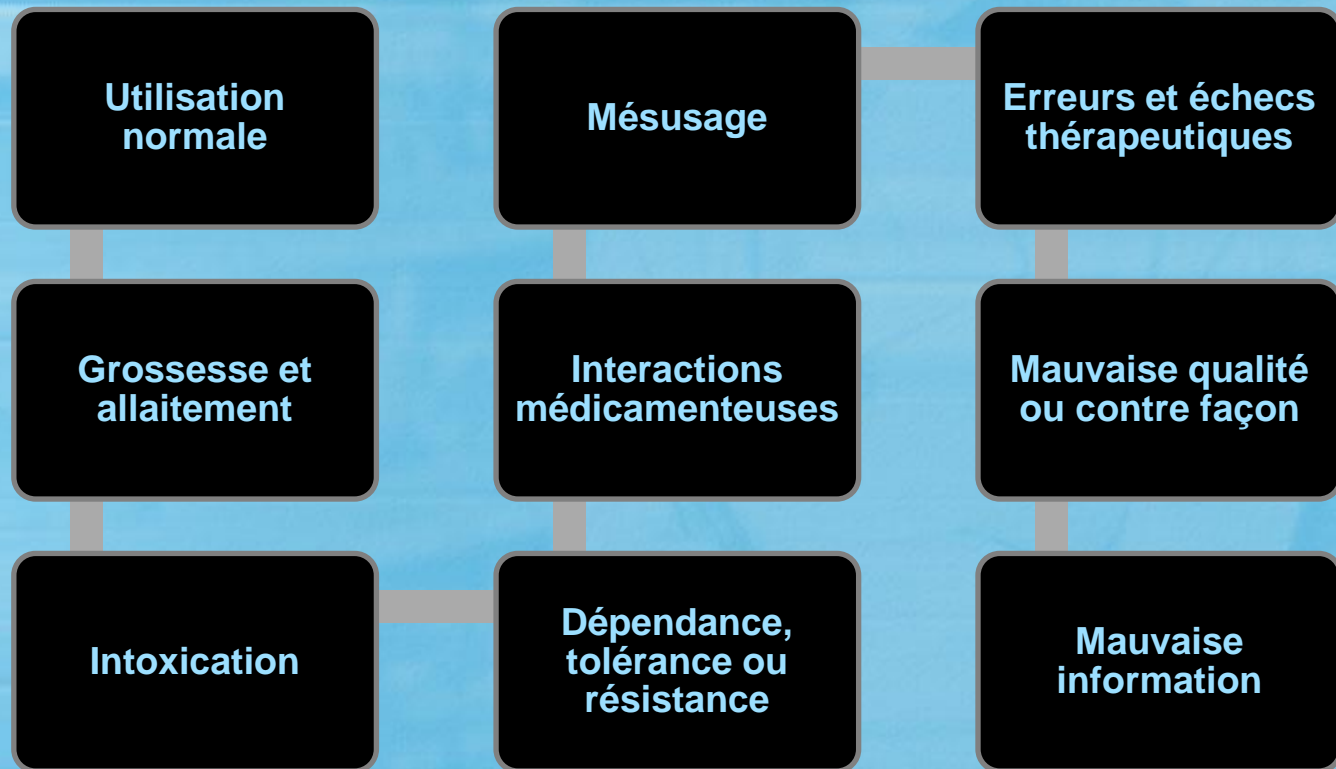 Utilisation
normale
Grossesse et
allaitement
Intoxication
Dépendance,
tolérance ou
résistance
Interactions
médicamenteuses
Mésusage
Erreurs et échecs
thérapeutiques
Mauvaise qualité
ou contre façon
Mauvaise
information